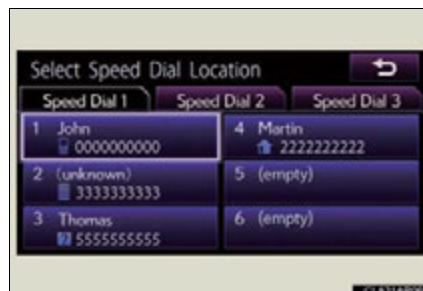 Select Speed Dial Location
Speed Dial 1 Speed Dial 2 Speed Dial 3
1 John
0000000000
2 (unknown)
3333333333
3 Thomas
5555555555
4 Martin
2222222222
5 (empty)
6 (empty)